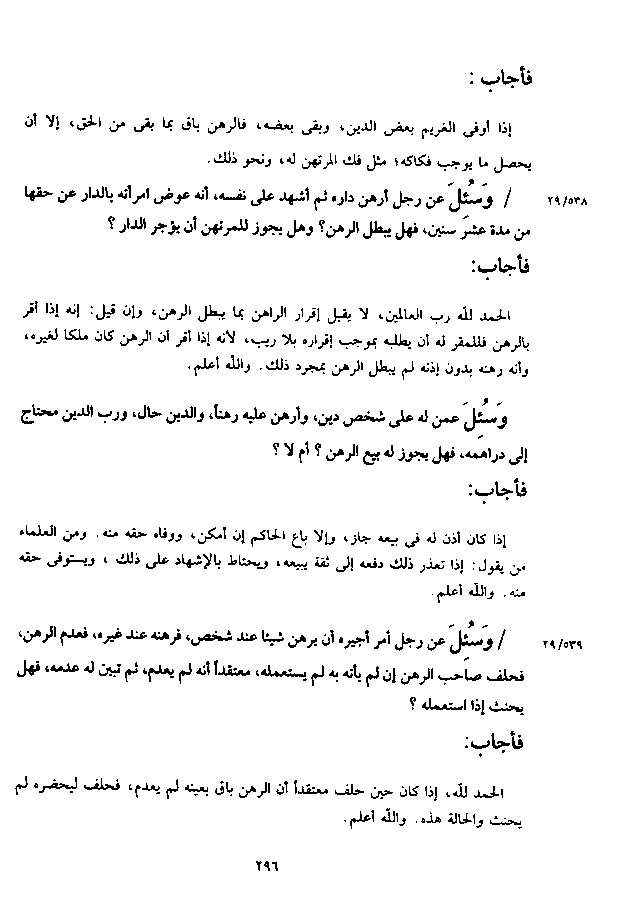 فأجاب :
إذا أوفى الغريم بعض الدين، وبقى بعضه، فالرهن باق بما بقى من الحق، إلا أن
يحصل ما يوجب فكاكه؛ مثل فك المرتهن له، ونحو ذلك.
٢٩/٥٣٨ / وَسُئِلَ عن رجل أرهن داره ثم أشهد على نفسه، أنه عوض امرأته بالدار عن حقها
من مدة عشر سنين، فهل يبطل الرهن؟ وهل يجوز للمرتهن أن يؤجر الدار ؟
فأجاب:
الحمد لله رب العالمين، لا يقبل إقرار الراهن بما يبطل الرهن، وإن قيل: إنه إذا أقر
بالرهن فللمقر له أن يطلبه بموجب إقراره بلا ريب، لأنه إذا أقر أن الرهن كان ملكا لغيره،
وأنه رهنه بدون إذنه لم يبطل الرهن بمجرد ذلك. والله أعلم.
وَسُئِلَ عمن له على شخص دين، وأرهن عليه رهناً، والدين حال، ورب الدين محتاج
إلى دراهمه، فهل يجوز له بيع الرهن ؟ أم لا ؟
فأجاب:
إذا كان أذن له في بيعه جاز، وإلا باع الحاكم إن أمكن، ووفاه حقه منه. ومن العلماء
من يقول: إذا تعذر ذلك دفعه إلى ثقة يبيعه، ويحتاط بالإشهاد على ذلك ، ويستوفى حقه
منه. والله أعلم.
٢٩/٥٣٩ / وَسُئِلَ عن رجل أمر أجيره أن يرهن شيئا عند شخص، فرهنه عند غيره، فعدم الرهن،
فحلف صاحب الرهن إن لم يأته به لم يستعمله، معتقداً أنه لم يعدم، ثم تبين له عدمه، فهل
يحنث إذا استعمله ؟
فأجاب:
الحمد لله، إذا كان حين حلف معتقداً أن الرهن باق بعينه لم يعدم، فحلف ليحضره لم
يحنث والحالة هذه. والله أعلم.
٢٩٦